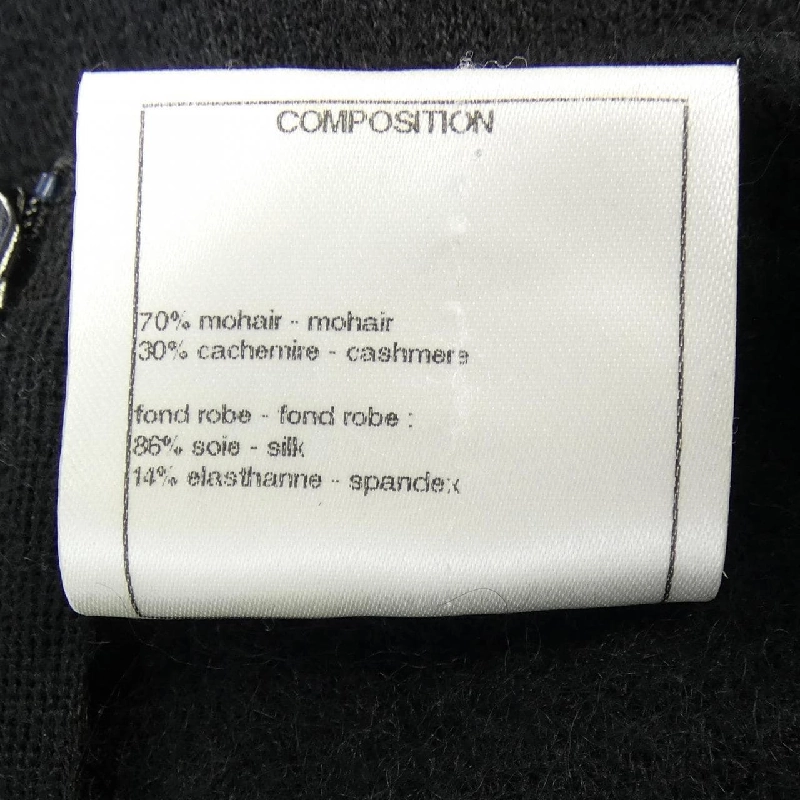 COMPOSITION
70% mohair - mohair
30% cachemire - cashmere
fond robe - fond robe :
86% soie - silk
14% elasthanne - spandex